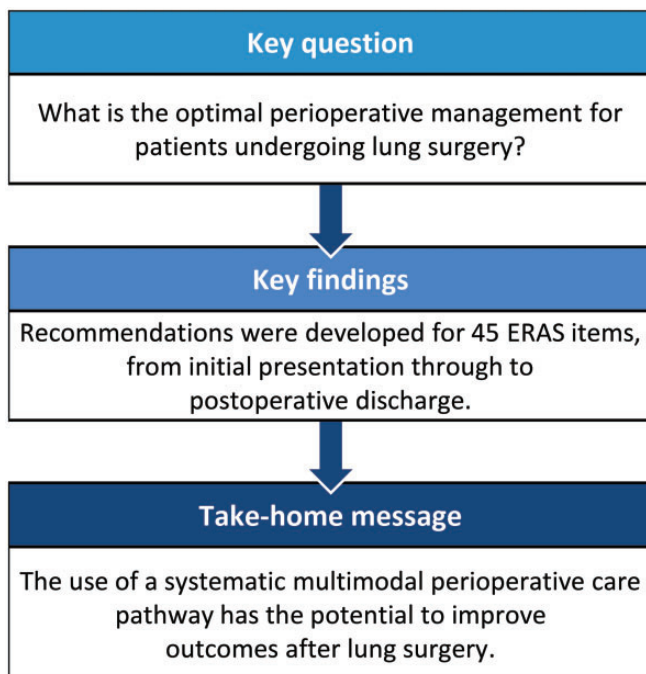 Key question
What is the optimal perioperative management for
patients undergoing lung surgery?
Key findings
Recommendations were developed for 45 ERAS items,
from initial presentation through to
postoperative discharge.
Take-home message
The use of a systematic multimodal perioperative care
pathway has the potential to improve
outcomes after lung surgery.